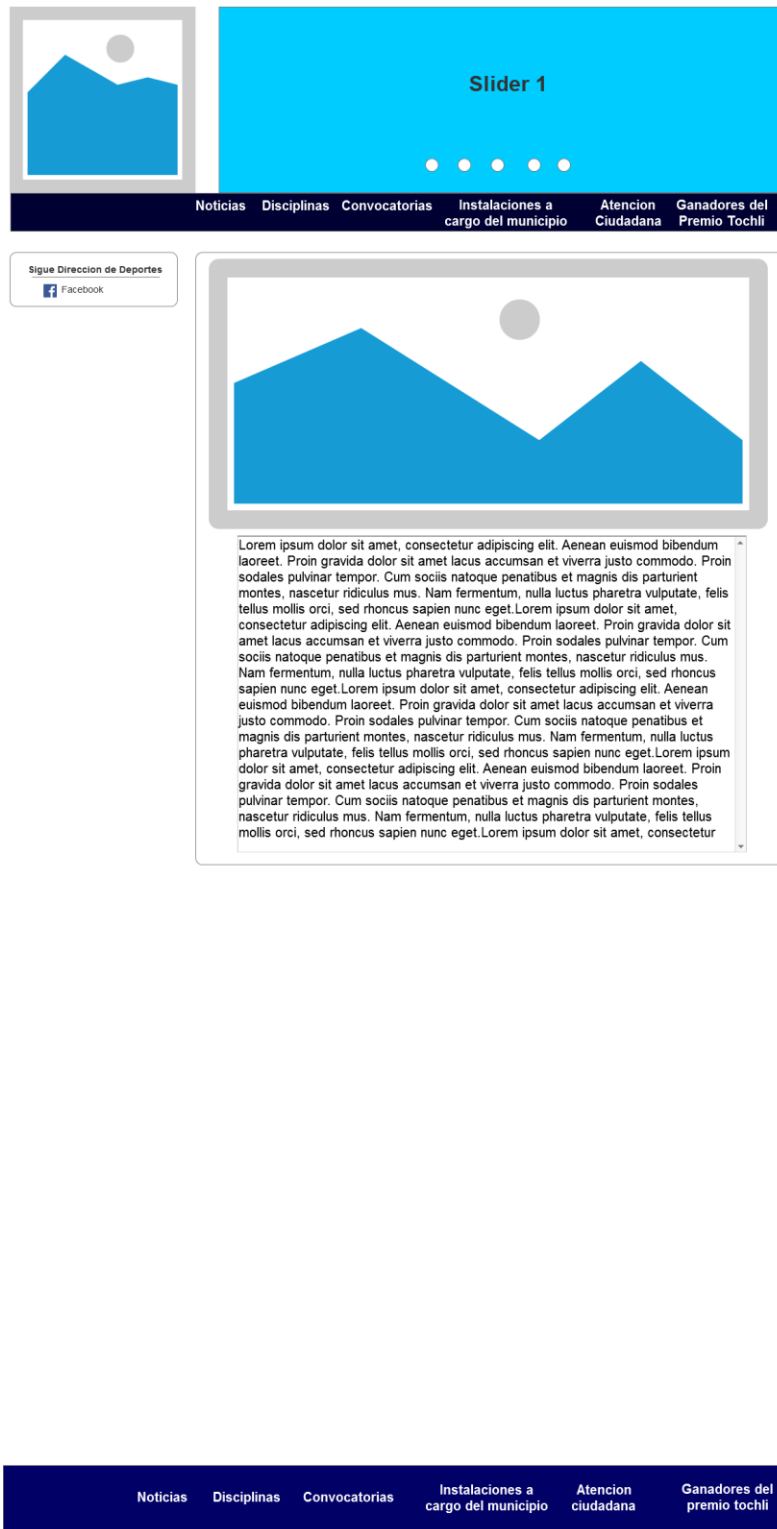 Slider 1
Noticias Disciplinas Convocatorias Instalaciones a cargo del municipio Atencion Ciudadana Ganadores del Premio Tochli
Sigue Direccion de Deportes
Facebook
Lorem ipsum dolor sit amet, consectetur adipiscing elit. Aenean euismod bibendum
laoreet. Proin gravida dolor sit amet lacus accumsan et viverra justo commodo. Proin
sodales pulvinar tempor. Cum sociis natoque penatibus et magnis dis parturient
montes, nascetur ridiculus mus. Nam fermentum, nulla luctus pharetra vulputate, felis
tellus mollis orci, sed rhoncus sapien nunc eget.Lorem ipsum dolor sit amet,
consectetur adipiscing elit. Aenean euismod bibendum laoreet. Proin gravida dolor sit
amet lacus accumsan et viverra justo commodo. Proin sodales pulvinar tempor. Cum
sociis natoque penatibus et magnis dis parturient montes, nascetur ridiculus mus.
Nam fermentum, nulla luctus pharetra vulputate, felis tellus mollis orci, sed rhoncus
sapien nunc eget.Lorem ipsum dolor sit amet, consectetur adipiscing elit. Aenean
euismod bibendum laoreet. Proin gravida dolor sit amet lacus accumsan et viverra
justo commodo. Proin sodales pulvinar tempor. Cum sociis natoque penatibus et
magnis dis parturient montes, nascetur ridiculus mus. Nam fermentum, nulla luctus
pharetra vulputate, felis tellus mollis orci, sed rhoncus sapien nunc eget.Lorem ipsum
dolor sit amet, consectetur adipiscing elit. Aenean euismod bibendum laoreet. Proin
gravida dolor sit amet lacus accumsan et viverra justo commodo. Proin sodales
pulvinar tempor. Cum sociis natoque penatibus et magnis dis parturient montes,
nascetur ridiculus mus. Nam fermentum, nulla luctus pharetra vulputate, felis tellus
mollis orci, sed rhoncus sapien nunc eget.Lorem ipsum dolor sit amet, consectetur
Noticias Disciplinas Convocatorias Instalaciones a cargo del municipio Atencion ciudadana Ganadores del premio tochli